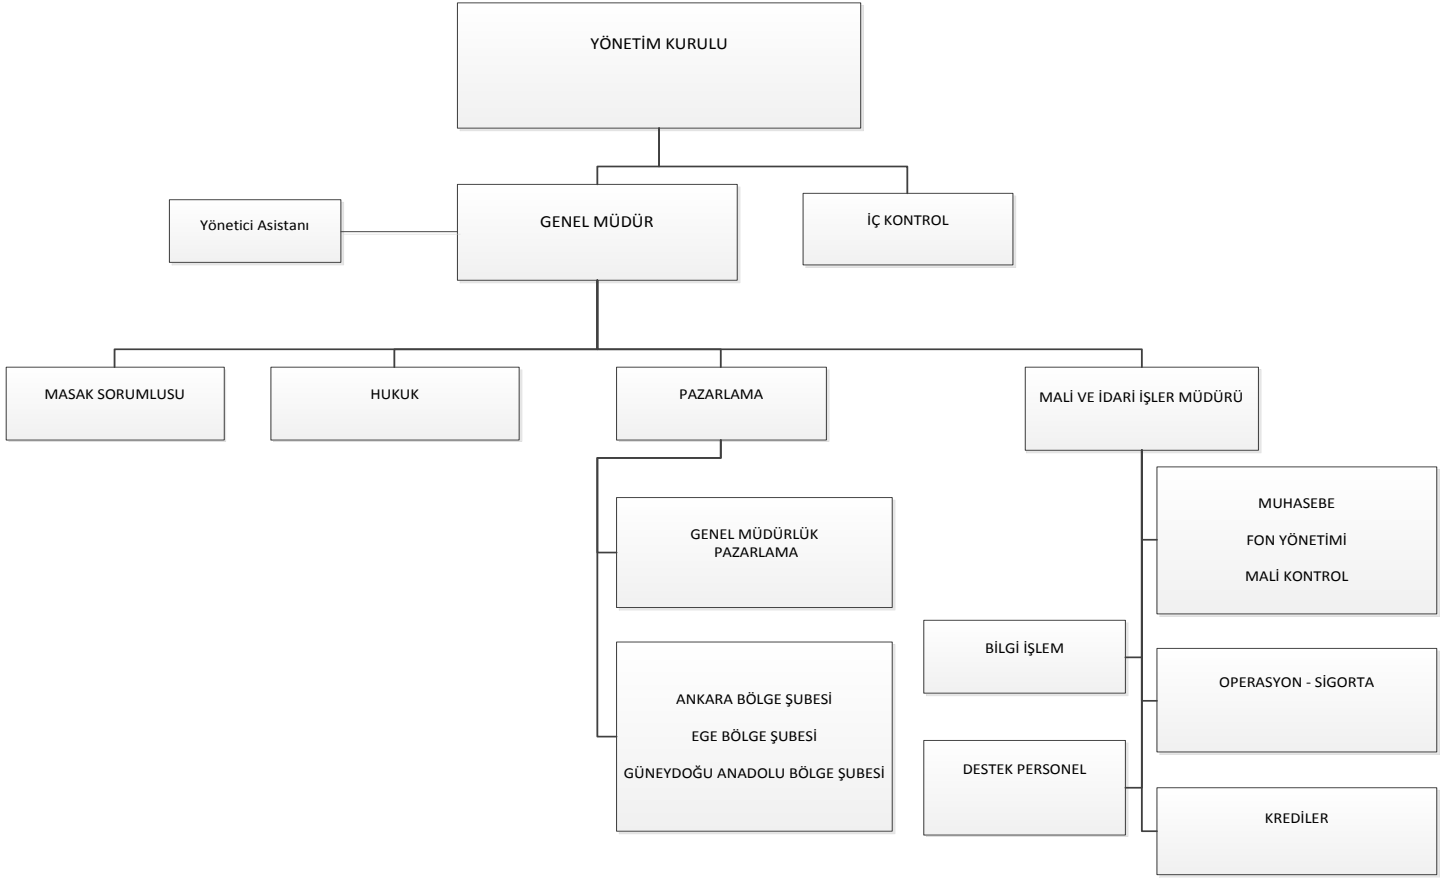 YÖNETİM KURULU
Yönetici Asistanı
GENEL MÜDÜR
İÇ KONTROL
MASAK SORUMLUSU
HUKUK
PAZARLAMA
MALİ VE İDARİ İŞLER MÜDÜRÜ
GENEL MÜDÜRLÜK
PAZARLAMA
ANKARA BÖLGE ŞUBESİ
EGE BÖLGE ŞUBESİ
GÜNEYDOĞU ANADOLU BÖLGE ŞUBESİ
MUHASEBE
FON YÖNETİMİ
MALİ KONTROL
BİLGİ İŞLEM
OPERASYON - SİGORTA
DESTEK PERSONEL
KREDİLER